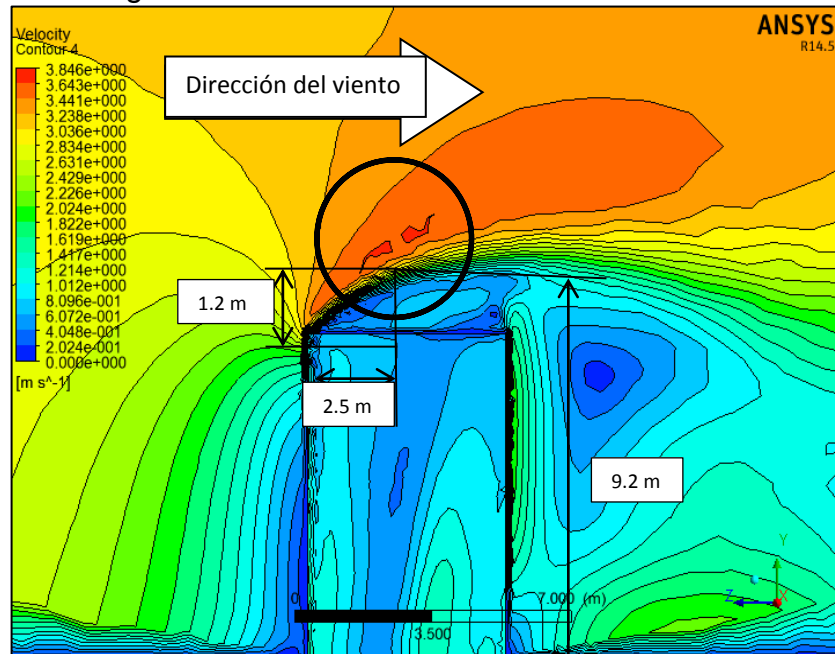 Velocity
Contour 4
ANSYS
R14.5
3.846e+000
3.643e+000
3.441e+000
3.238e+000
3.036e+000
2.834e+000
2.631e+000
2.429e+000
2.226e+000
2.024e+000
1.822e+000
1.619e+000
1.417e+000
1.214e+000
1.012e+000
8.096e-001
6.072e-001
4.048e-001
2.024e-001
0.000e+000
[m s^-1]
Dirección del viento
1.2 m
2.5 m
9.2 m
0
7.000 (m)
3.500
Y
Z
X